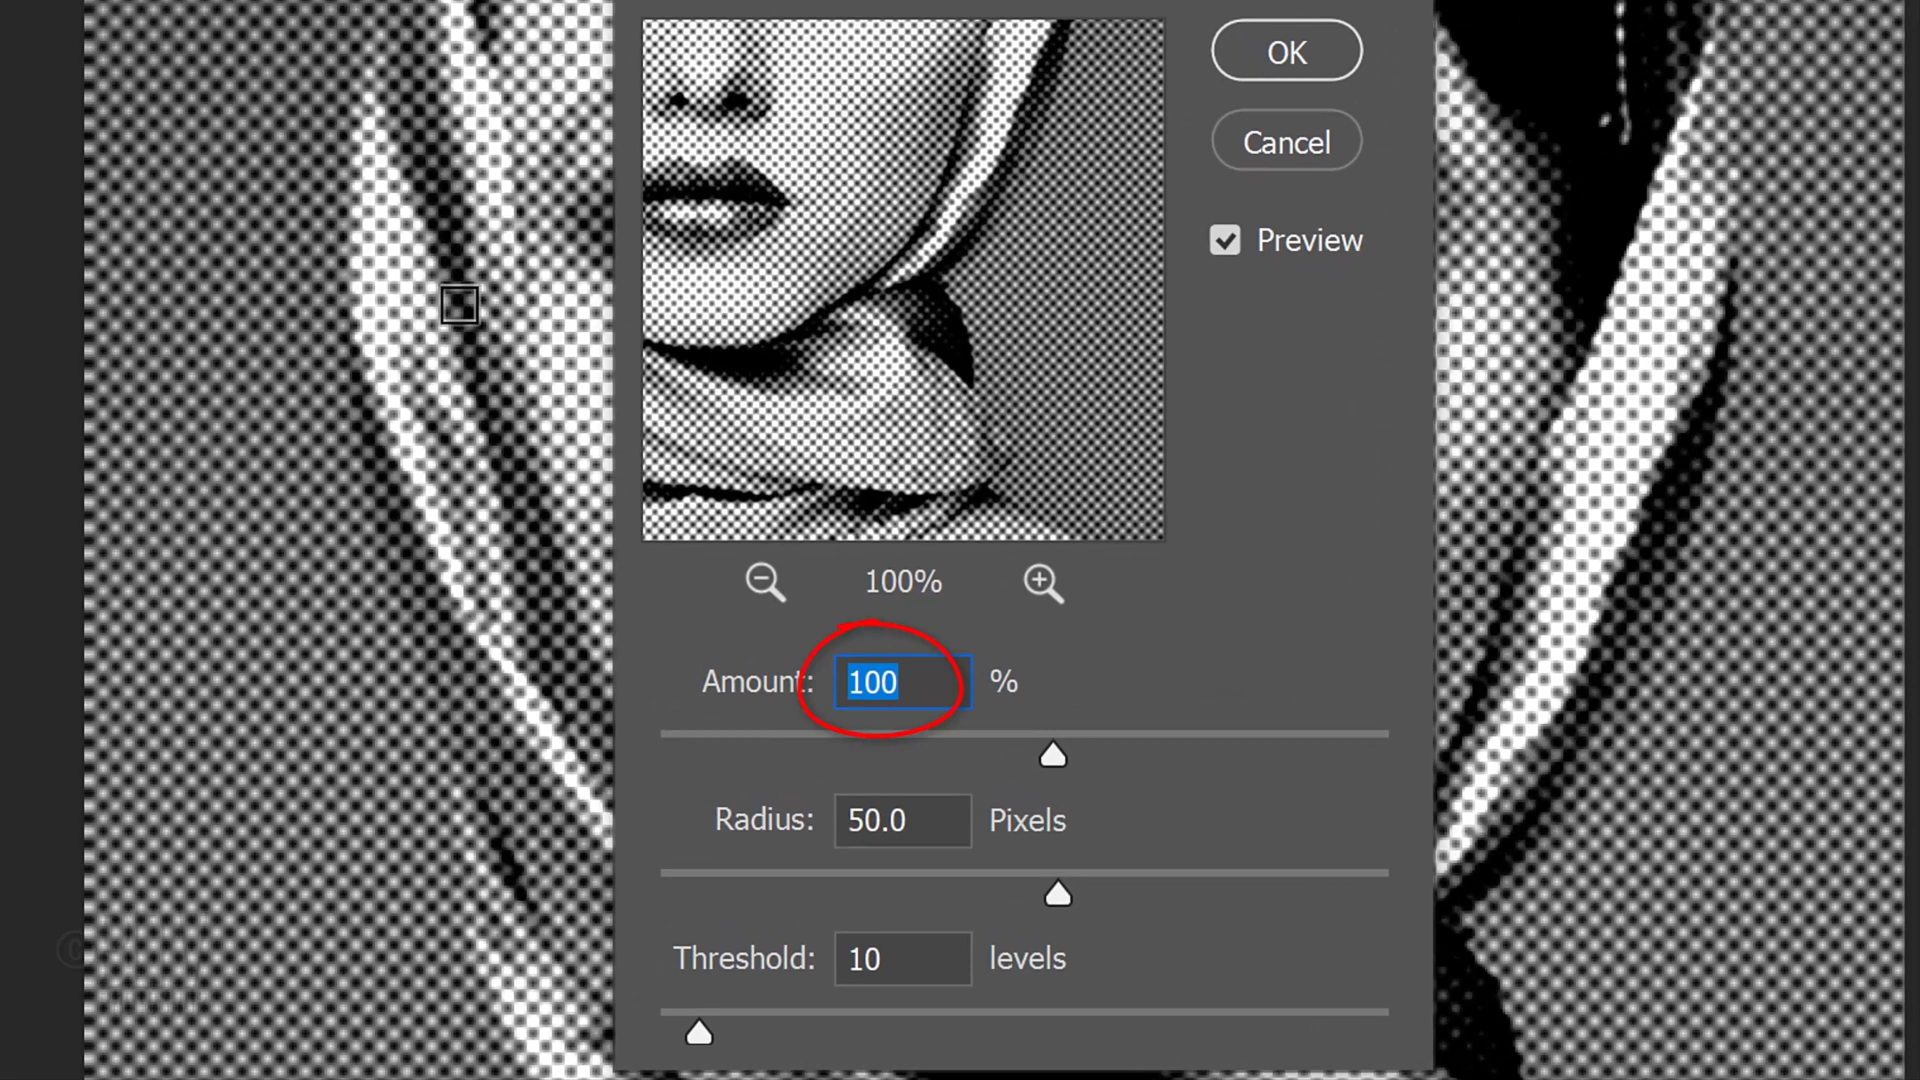 OK
Cancel
Preview
100%
Amount: 100 %
Radius: 50.0 Pixels
Threshold: 10 levels